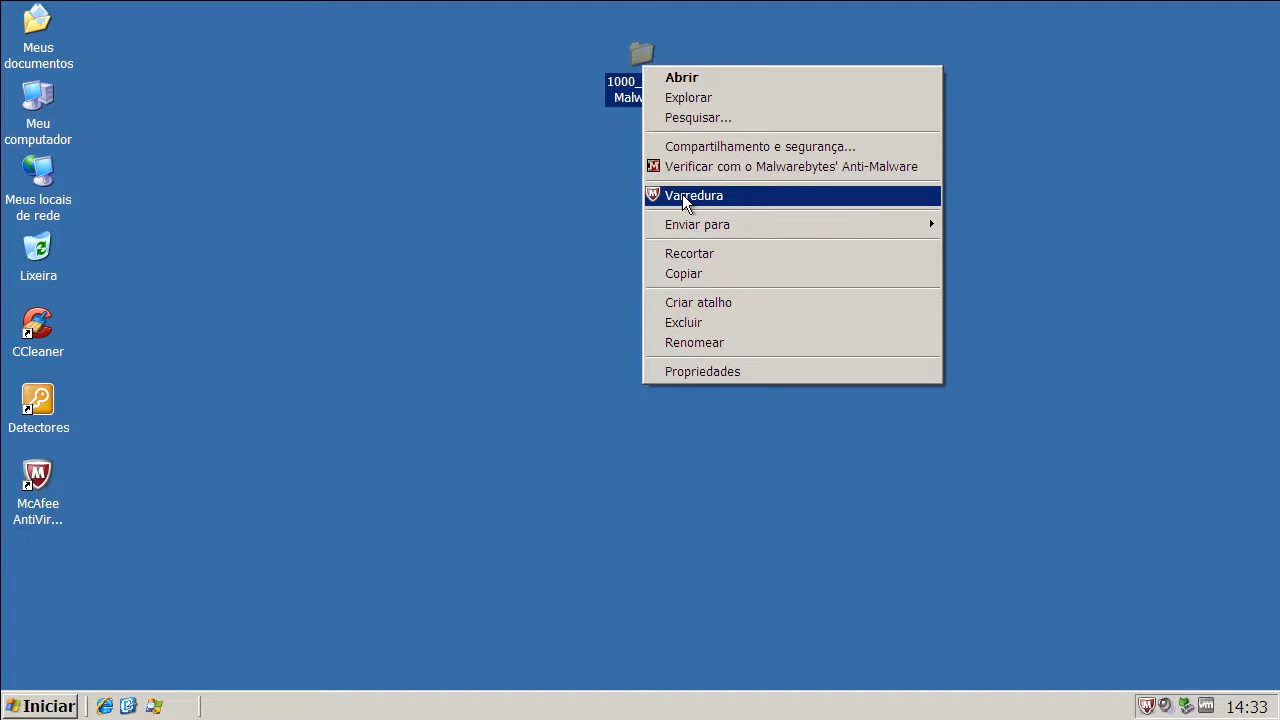 Meus
documentos
Meu
computador
Meus locais
de rede
Lixeira
CCleaner
Detectores
McAfee
AntiVir...
1000_
Malw
Abrir
Explorar
Pesquisar...
Compartilhamento e segurança...
Verificar com o Malwarebytes' Anti-Malware
Varredura
Enviar para
Recortar
Copiar
Criar atalho
Excluir
Renomear
Propriedades
Iniciar
14:33